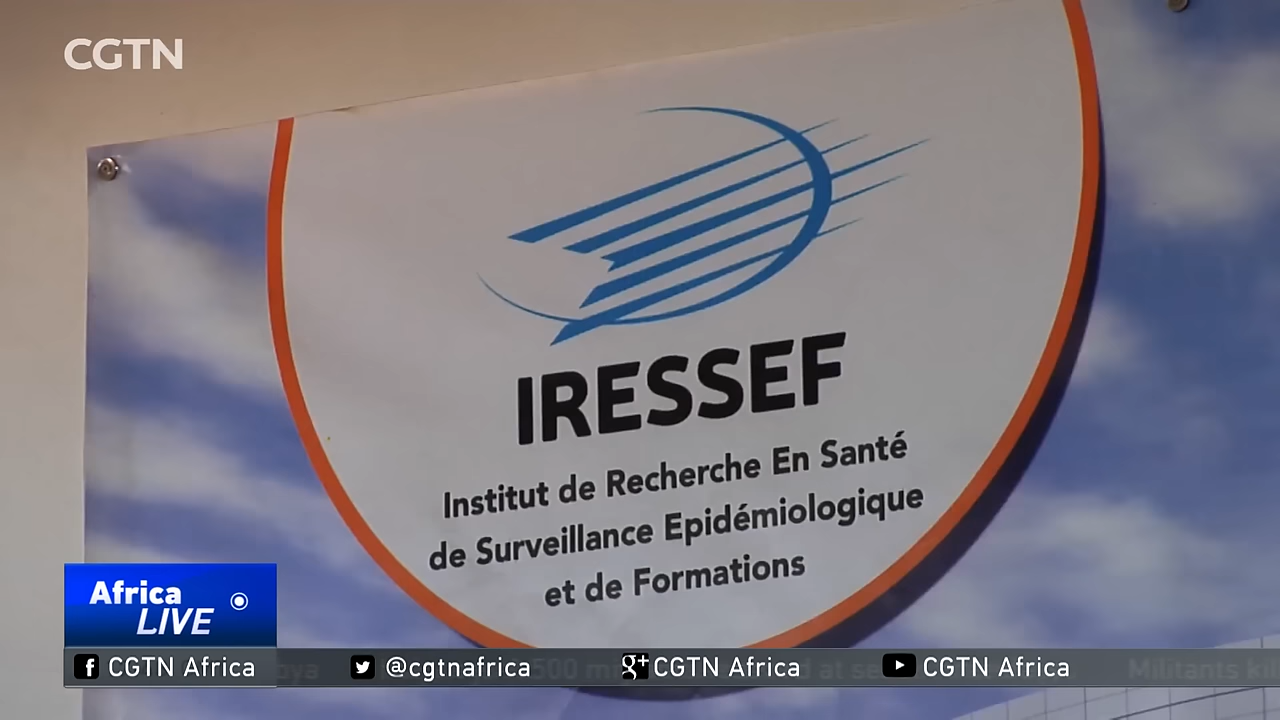 CGTN
IRESSEF
Institut de Recherche En Santé
de Surveillance Epidémiologique
et de Formations
Africa
LIVE
CGTN Africa @cgtnafrica CGTN Africa CGTN Africa